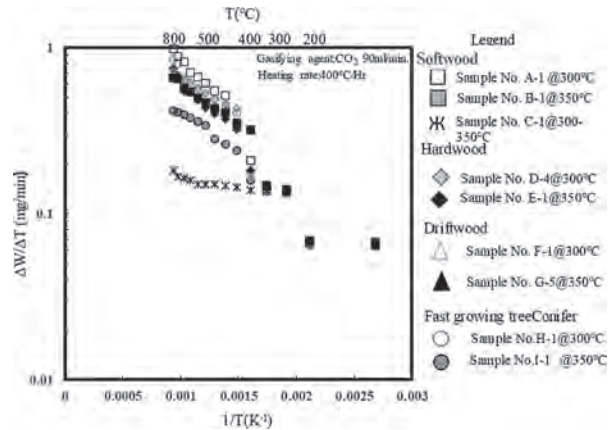 T(°C)
800 500 400 300 200
Gasifying agent:CO2 90ml/min.
Heating rate:400°C/Hr
1
0.1
0.01
ΔW/ΔT (mg/min)
0 0.0005 0.001 0.0015 0.002 0.0025 0.003
1/T(K-1)
Legend
Softwood
Sample No. A-1@300°C
Sample No. B-1@350°C
Sample No. C-1@300-
350°C
Hardwood
Sample No. D-4@300°C
Sample No. E-1@350°C
Driftwood
Sample No. F-1@300°C
Sample No. G-5@350°C
Fast growing treeConifer
Sample No.H-1@300°C
Sample No.I-1 @350°C